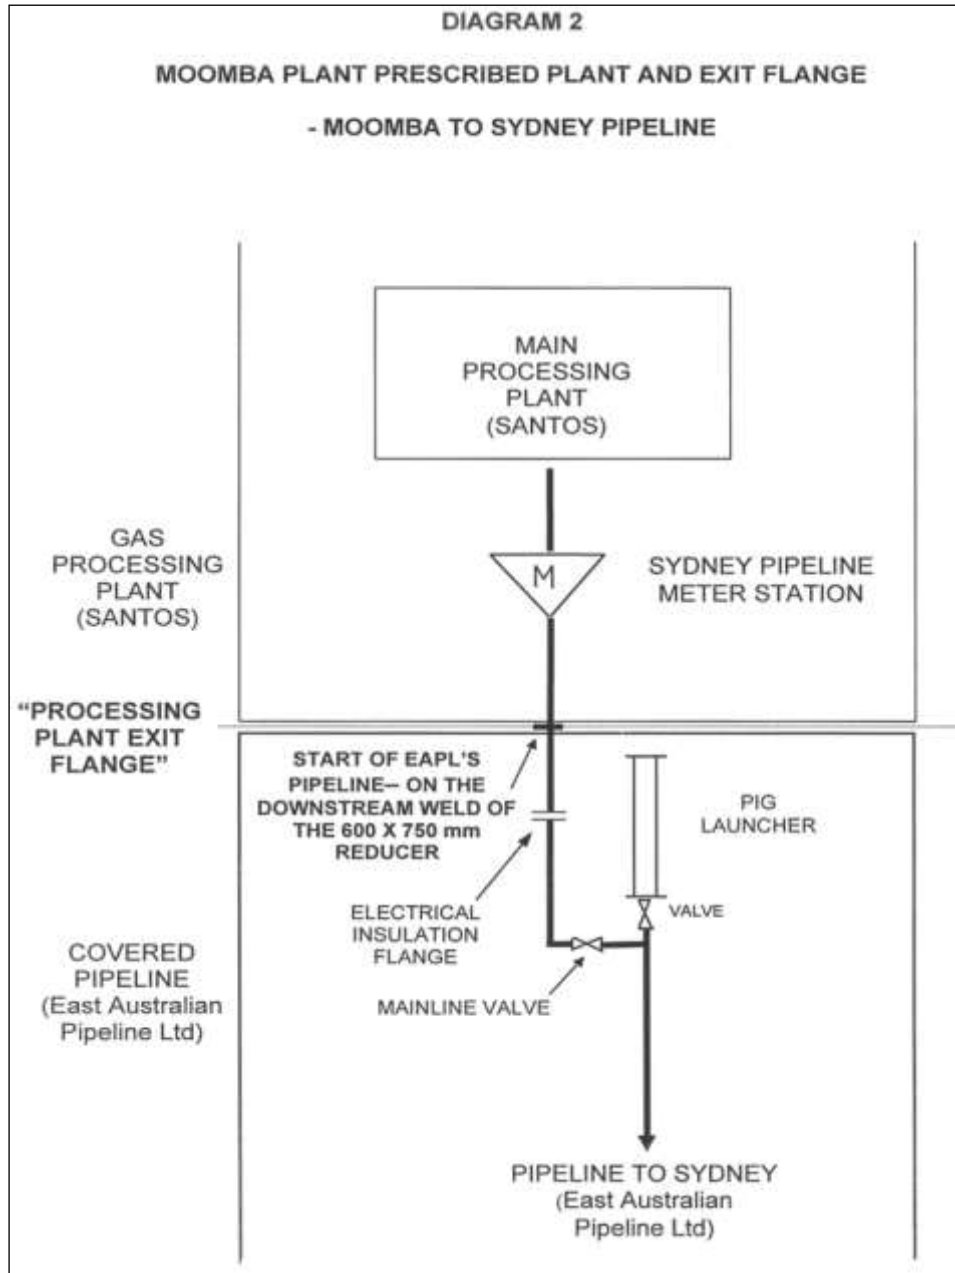 DIAGRAM 2
MOOMBA PLANT PRESCRIBED PLANT AND EXIT FLANGE
- MOOMBA TO SYDNEY PIPELINE
MAIN
PROCESSING
PLANT
(SANTOS)
GAS
PROCESSING
PLANT
(SANTOS)
M
SYDNEY PIPELINE
METER STATION
“PROCESSING
PLANT EXIT
FLANGE”
START OF EAPL'S
PIPELINE– ON THE
DOWNSTREAM WELD OF
THE 600 X 750 mm
REDUCER
PIG
LAUNCHER
ELECTRICAL
INSULATION
FLANGE
VALVE
MAINLINE VALVE
COVERED
PIPELINE
(East Australian
Pipeline Ltd)
PIPELINE TO SYDNEY
(East Australian
Pipeline Ltd)